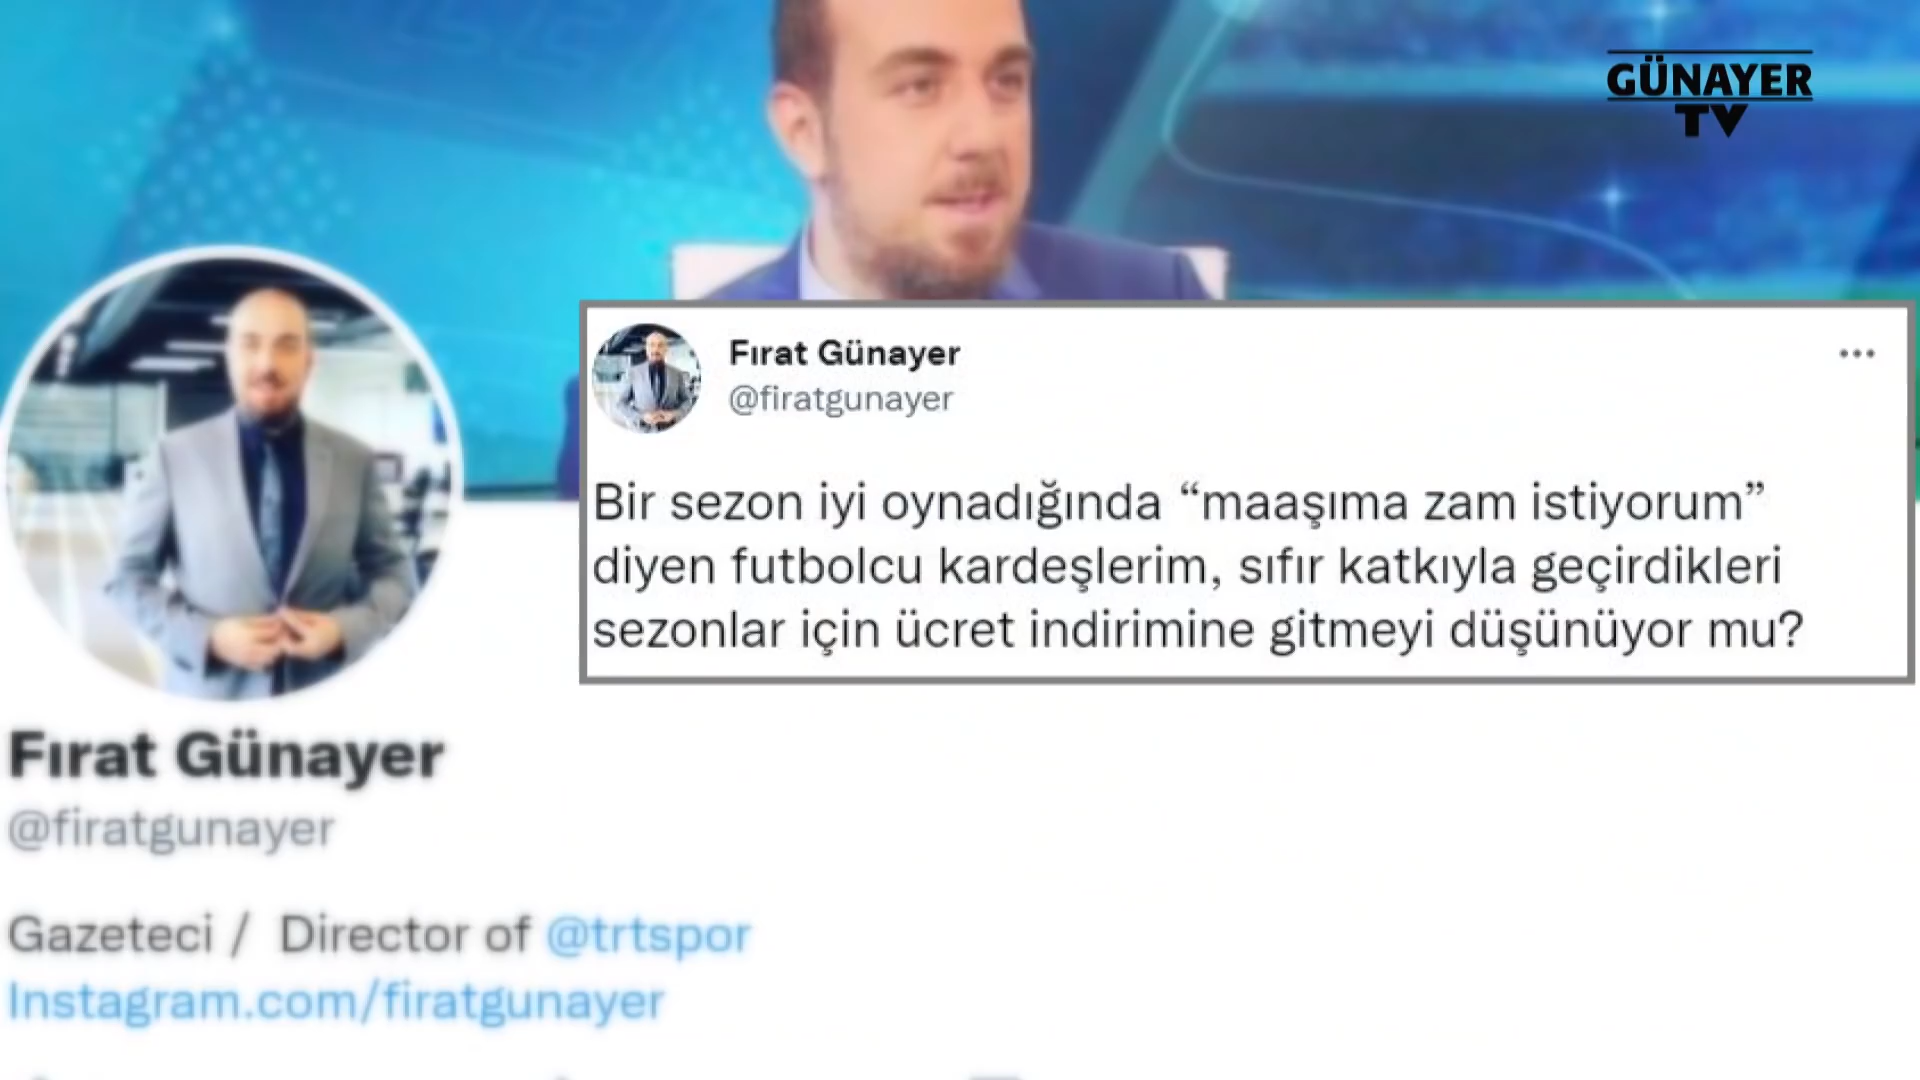 GÜNAYER
TV
Fırat Günayer
@firatgunayer
Bir sezon iyi oynadığında “maaşıma zam istiyorum”
diyen futbolcu kardeşlerim, sıfır katkıyla geçirdikleri
sezonlar için ücret indirimine gitmeyi düşünüyor mu?
Fırat Günayer
@firatgunayer
Gazeteci / Director of @trtspor
Instagram.com/firatgunayer